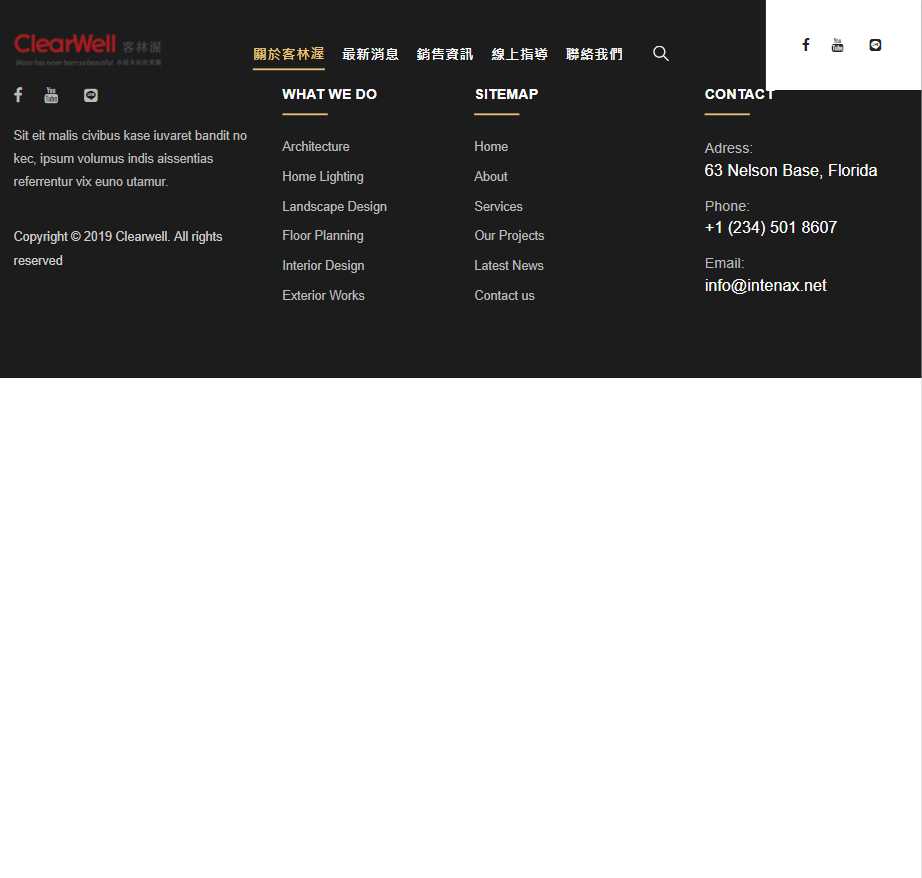 ClearWell 客林渥
Water has never been so beautiful
關於客林渥 最新消息 銷售資訊 線上指導 聯絡我們
You Tube
You Tube
Sit eit malis civibus kase iuvaret bandit no
kec, ipsum volumus indis aissentias
referrentur vix euno utamur.
Copyright © 2019 Clearwell. All rights
reserved
WHAT WE DO
Architecture
Home Lighting
Landscape Design
Floor Planning
Interior Design
Exterior Works
SITEMAP
Home
About
Services
Our Projects
Latest News
Contact us
CONTACT
Adress:
63 Nelson Base, Florida
Phone:
+1 (234) 501 8607
Email:
info@intenax.net